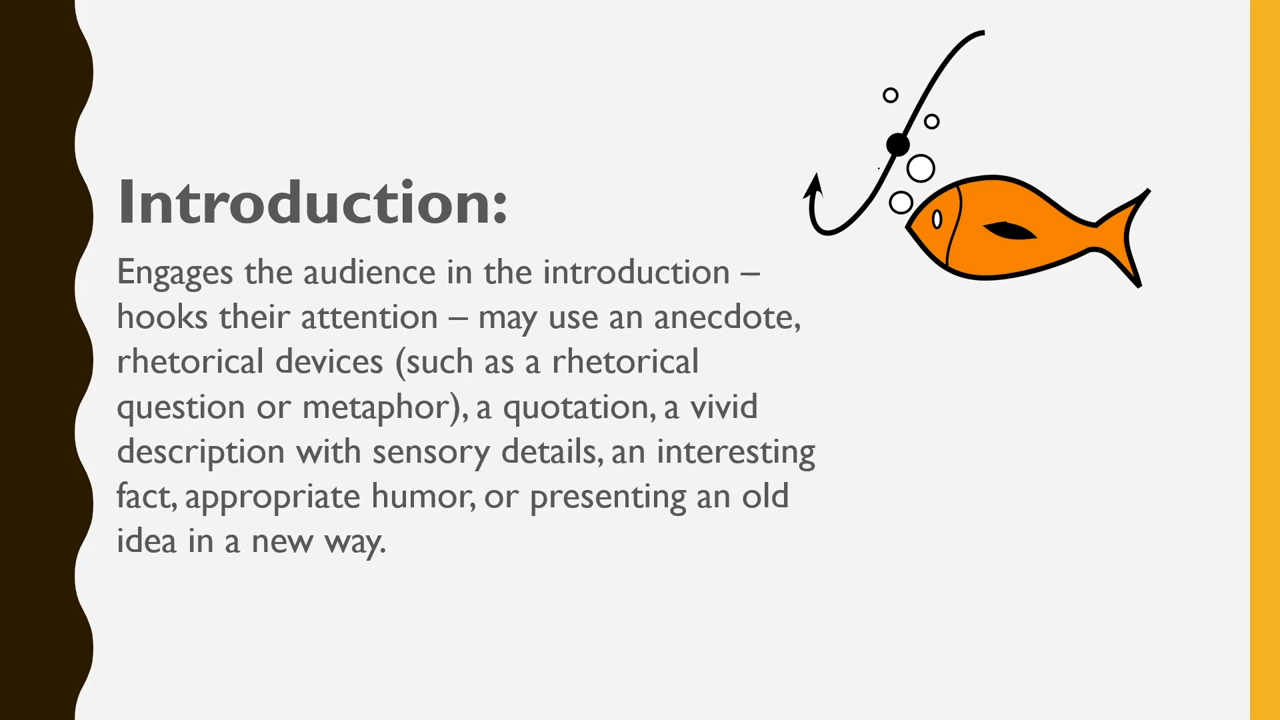 Introduction:
Engages the audience in the introduction –
hooks their attention – may use an anecdote,
rhetorical devices (such as a rhetorical
question or metaphor), a quotation, a vivid
description with sensory details, an interesting
fact, appropriate humor, or presenting an old
idea in a new way.